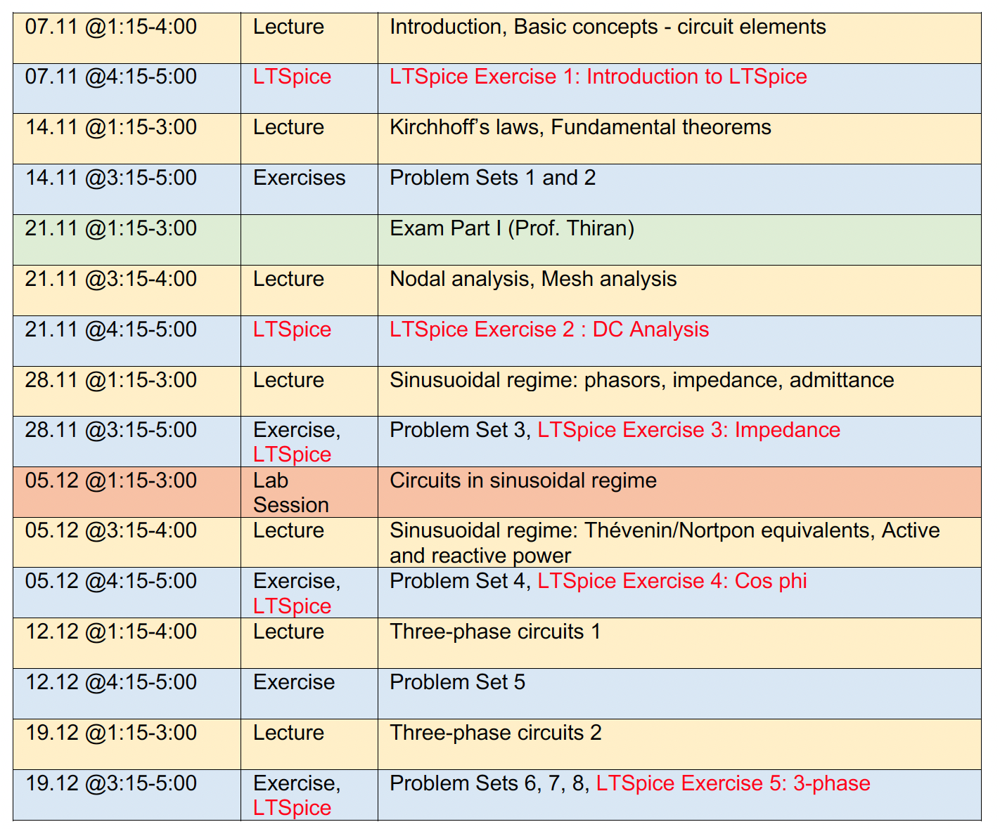 07.11 @1:15-4:00 Lecture Introduction, Basic concepts - circuit elements
07.11 @4:15-5:00 LTSpice LTSpice Exercise 1: Introduction to LTSpice
14.11 @1:15-3:00 Lecture Kirchhoff’s laws, Fundamental theorems
14.11 @3:15-5:00 Exercises Problem Sets 1 and 2
21.11 @1:15-3:00 Exam Part I (Prof. Thiran)
21.11 @3:15-4:00 Lecture Nodal analysis, Mesh analysis
21.11 @4:15-5:00 LTSpice LTSpice Exercise 2 : DC Analysis
28.11 @1:15-3:00 Lecture Sinusuoidal regime: phasors, impedance, admittance
28.11 @3:15-5:00 Exercise, Problem Set 3, LTSpice Exercise 3: Impedance
LTSpice
05.12 @1:15-3:00 Lab Circuits in sinusoidal regime
Session
05.12 @3:15-4:00 Lecture Sinusuoidal regime: Thévenin/Nortpon equivalents, Active
and reactive power
05.12 @4:15-5:00 Exercise, Problem Set 4, LTSpice Exercise 4: Cos phi
LTSpice
12.12 @1:15-4:00 Lecture Three-phase circuits 1
12.12 @4:15-5:00 Exercise Problem Set 5
19.12 @1:15-3:00 Lecture Three-phase circuits 2
19.12 @3:15-5:00 Exercise, Problem Sets 6, 7, 8, LTSpice Exercise 5: 3-phase
LTSpice